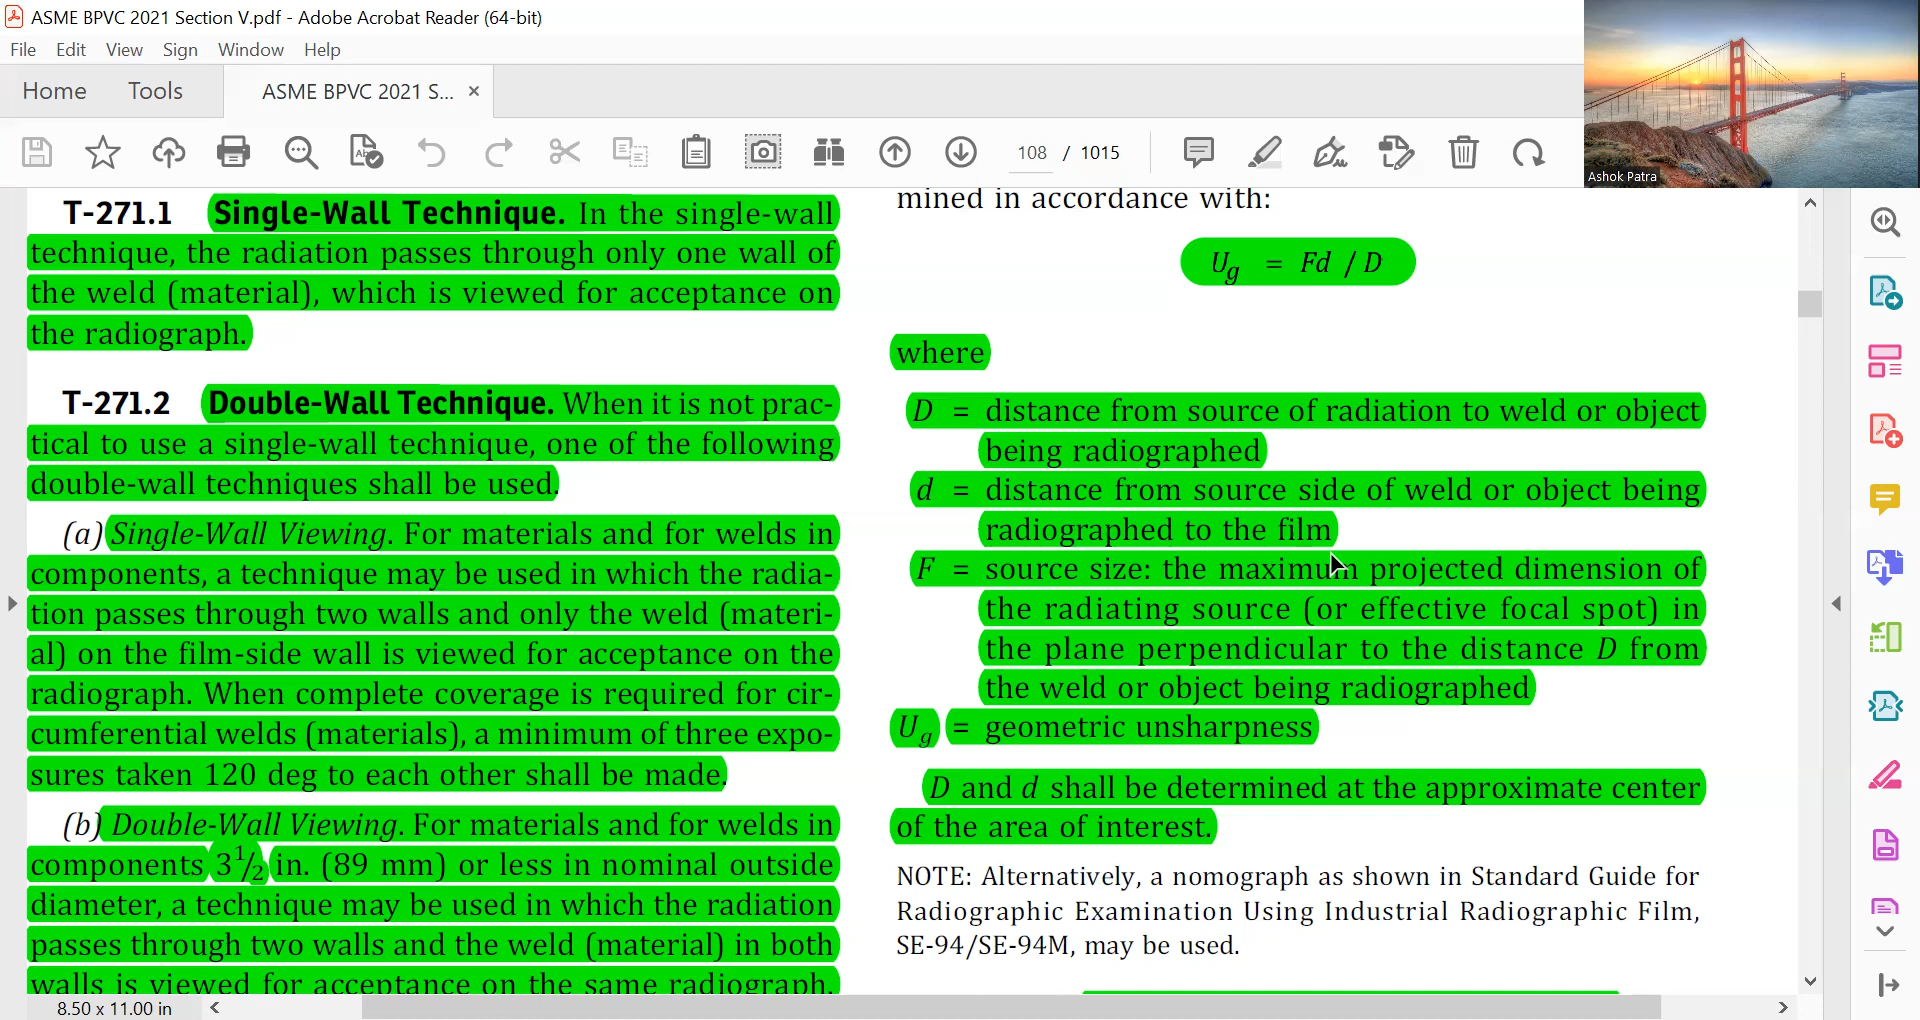 ASME BPVC 2021 Section V.pdf - Adobe Acrobat Reader (64-bit)
File Edit View Sign Window Help
Home Tools ASME BPVC 2021 S... ×
108 / 1015
Ashok Patra
T-271.1 Single-Wall Technique. In the single-wall
technique, the radiation passes through only one wall of
the weld (material), which is viewed for acceptance on
the radiograph.
T-271.2 Double-Wall Technique. When it is not prac-
tical to use a single-wall technique, one of the following
double-wall techniques shall be used.
(a) Single-Wall Viewing. For materials and for welds in
components, a technique may be used in which the radia-
tion passes through two walls and only the weld (materi-
al) on the film-side wall is viewed for acceptance on the
radiograph. When complete coverage is required for cir-
cumferential welds (materials), a minimum of three expo-
sures taken 120 deg to each other shall be made.
(b) Double-Wall Viewing. For materials and for welds in
components 3 1/2 in. (89 mm) or less in nominal outside
diameter, a technique may be used in which the radiation
passes through two walls and the weld (material) in both
walls is viewed for acceptance on the same radiograph.
mined in accordance with:
Ug = Fd / D
where
D = distance from source of radiation to weld or object
being radiographed
d = distance from source side of weld or object being
radiographed to the film
F = source size: the maximum projected dimension of
the radiating source (or effective focal spot) in
the plane perpendicular to the distance D from
the weld or object being radiographed
Ug = geometric unsharpness
D and d shall be determined at the approximate center
of the area of interest.
NOTE: Alternatively, a nomograph as shown in Standard Guide for
Radiographic Examination Using Industrial Radiographic Film,
SE-94/SE-94M, may be used.
8.50 x 11.00 in